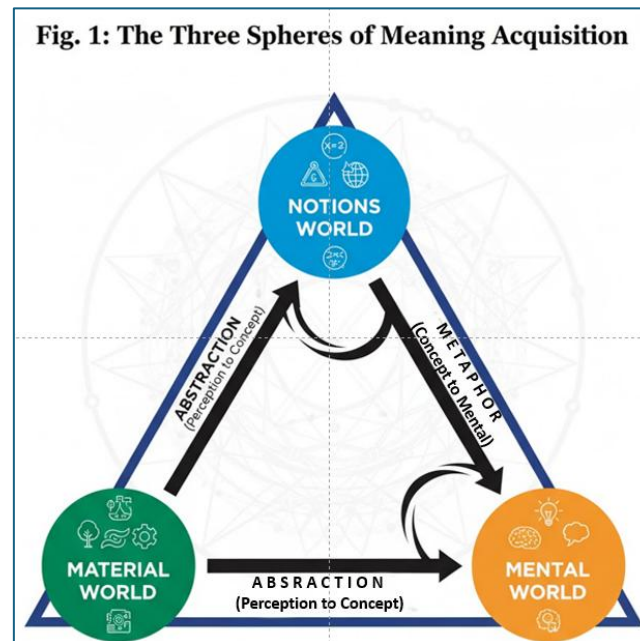 Fig. 1: The Three Spheres of Meaning Acquisition
X=2
NOTIONS
WORLD
ABSTRACTION
(Perception to Concept)
METAPHOR
(Concept to Mental)
MATERIAL
WORLD
ABSRACTION
(Perception to Concept)
MENTAL
WORLD